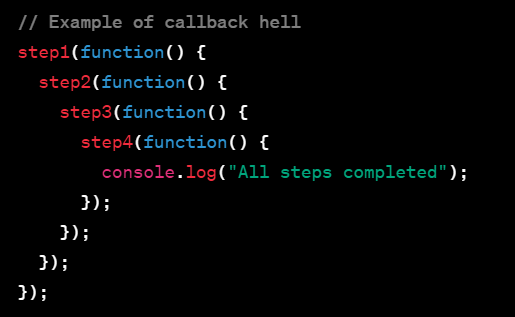 // Example of callback hell
step1(function() {
  step2(function() {
    step3(function() {
      step4(function() {
        console.log("All steps completed");
      });
    });
  });
});